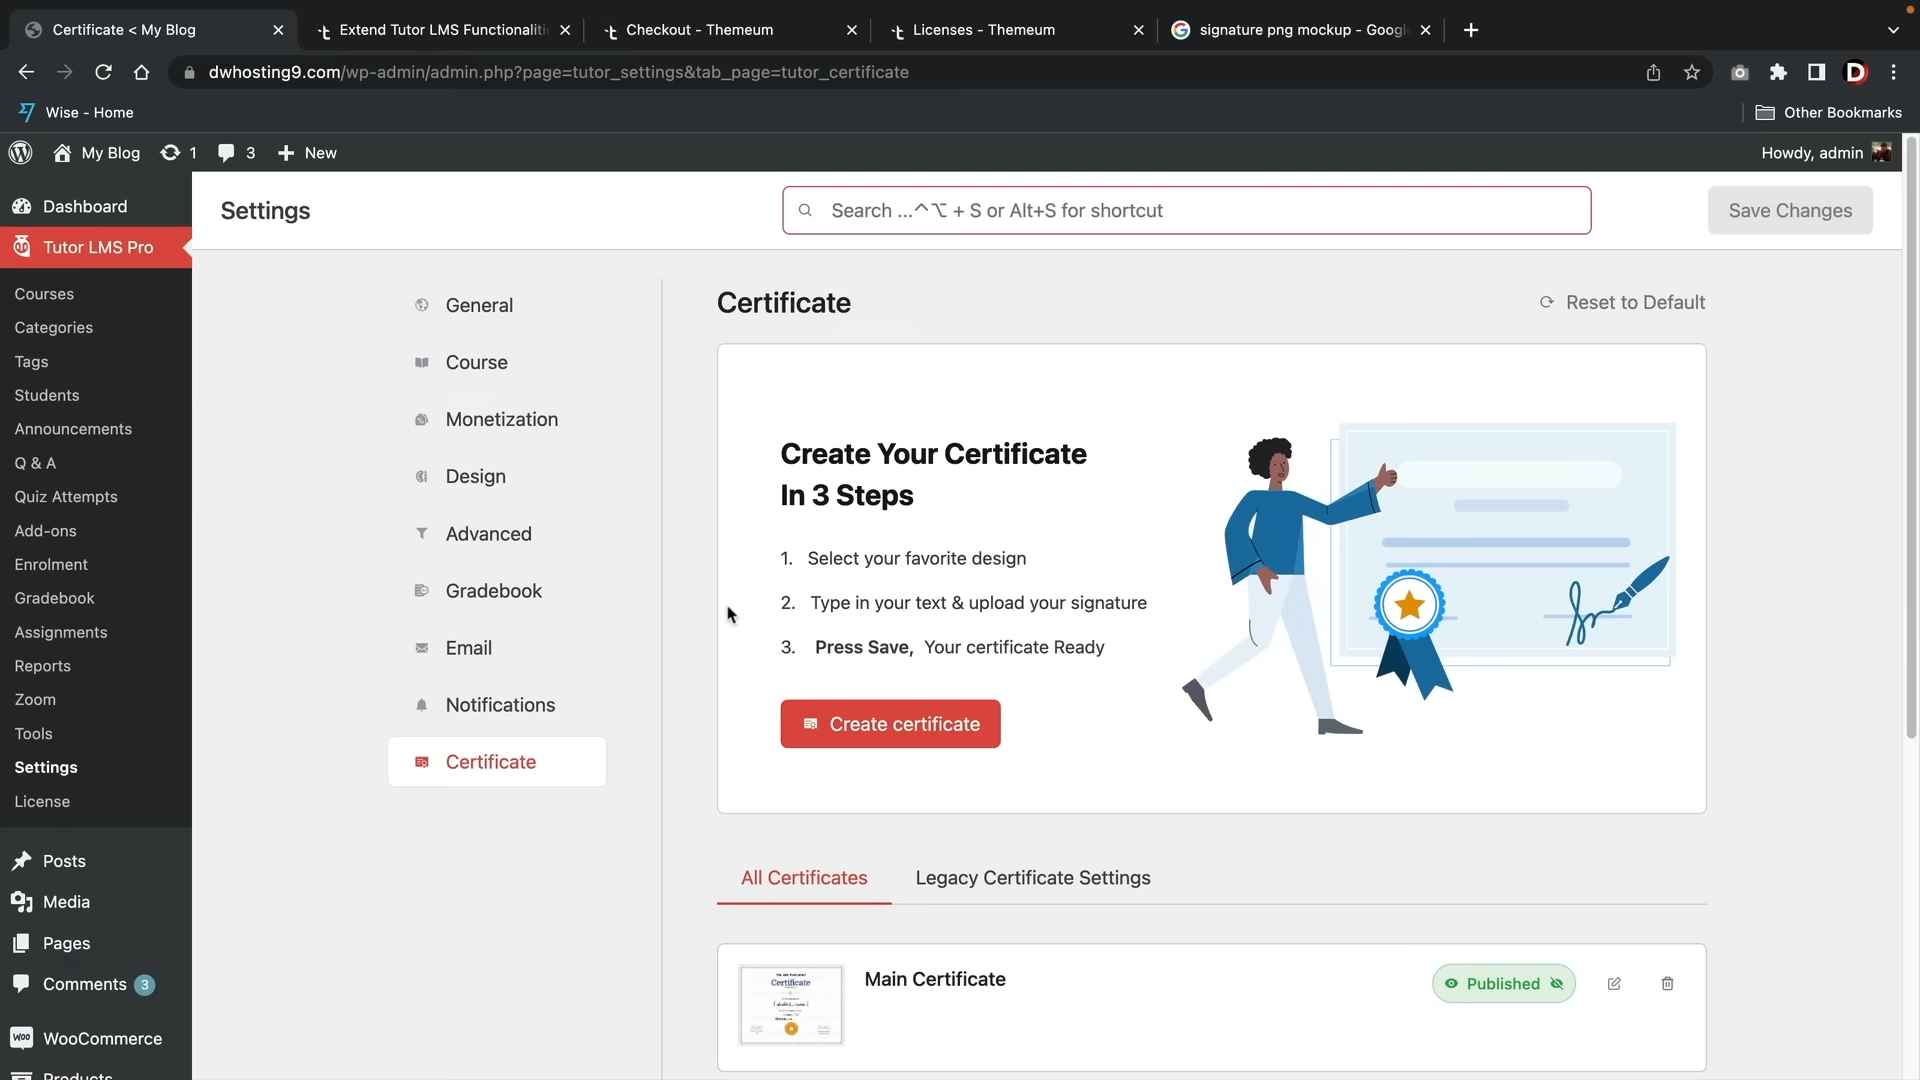 Certificate < My Blog
Extend Tutor LMS Functionaliti
Checkout - Themeum
Licenses - Themeum
signature png mockup - Googl
dwhosting9.com/wp-admin/admin.php?page=tutor_settings&tab_page=tutor_certificate
Wise - Home
Other Bookmarks
My Blog
1
3
New
Howdy, admin
Dashboard
Tutor LMS Pro
Courses
Categories
Tags
Students
Announcements
Q & A
Quiz Attempts
Add-ons
Enrolment
Gradebook
Assignments
Reports
Zoom
Tools
Settings
License
Posts
Media
Pages
Comments 3
WooCommerce
Products
Settings
Search ...^⌥ + S or Alt+S for shortcut
Save Changes
General
Course
Monetization
Design
Advanced
Gradebook
Email
Notifications
Certificate
Certificate
Reset to Default
Create Your Certificate
In 3 Steps
1. Select your favorite design
2. Type in your text & upload your signature
3. Press Save, Your certificate Ready
Create certificate
All Certificates
Legacy Certificate Settings
Certificate
Main Certificate
Published